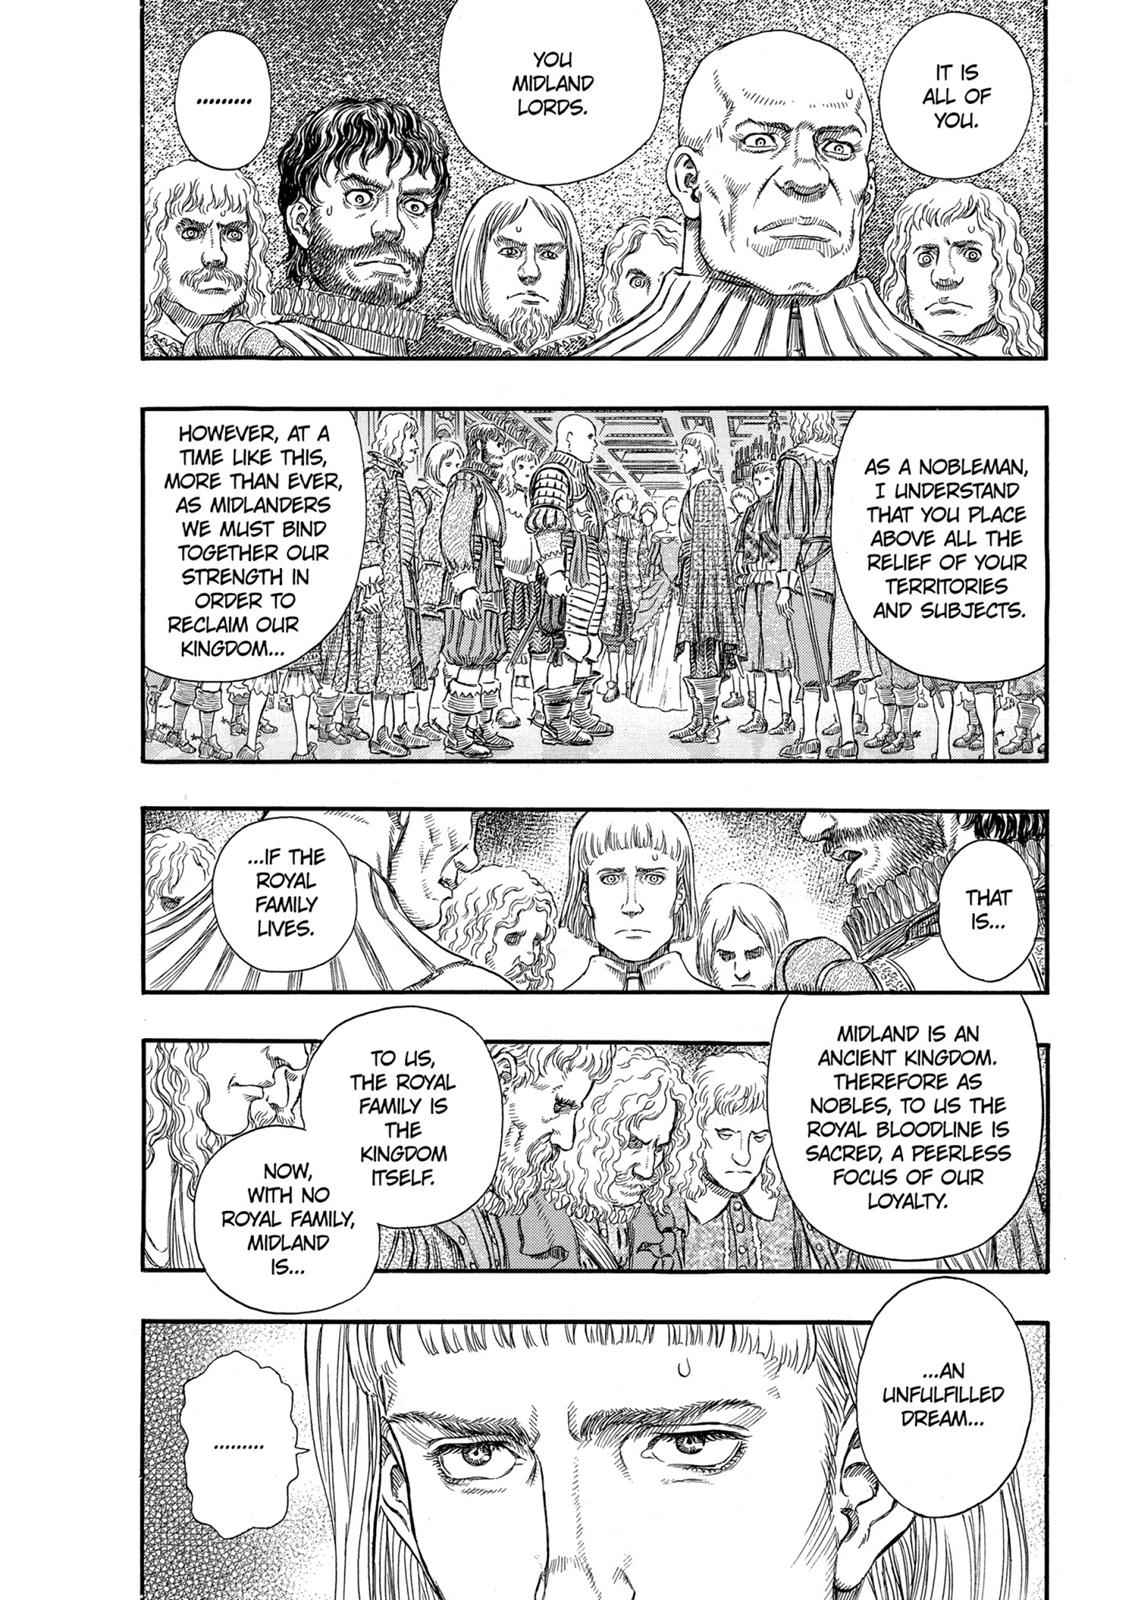 IT IS
ALL OF
YOU.
YOU
MIDLAND
LORDS.
..........
AS A NOBLEMAN,
I UNDERSTAND
THAT YOU PLACE
ABOVE ALL THE
RELIEF OF YOUR
TERRITORIES
AND SUBJECTS.
HOWEVER, AT A
TIME LIKE THIS,
MORE THAN EVER,
AS MIDLANDERS
WE MUST BIND
TOGETHER OUR
STRENGTH IN
ORDER TO
RECLAIM OUR
KINGDOM...
THAT
IS...
...IF THE
ROYAL
FAMILY
LIVES.
MIDLAND IS AN
ANCIENT KINGDOM.
THEREFORE AS
NOBLES, TO US THE
ROYAL BLOODLINE IS
SACRED, A PEERLESS
FOCUS OF OUR
LOYALTY.
TO US,
THE ROYAL
FAMILY IS
THE
KINGDOM
ITSELF.
NOW,
WITH NO
ROYAL FAMILY,
MIDLAND
IS...
...AN
UNFULFILLED
DREAM...
.........